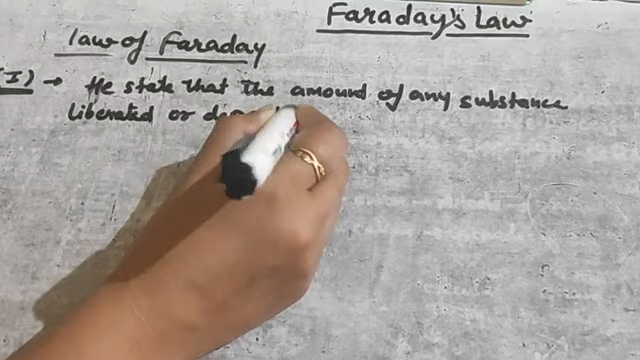 Faraday's Law
law of Faraday
(I) → He state that the amount of any substance
liberated or